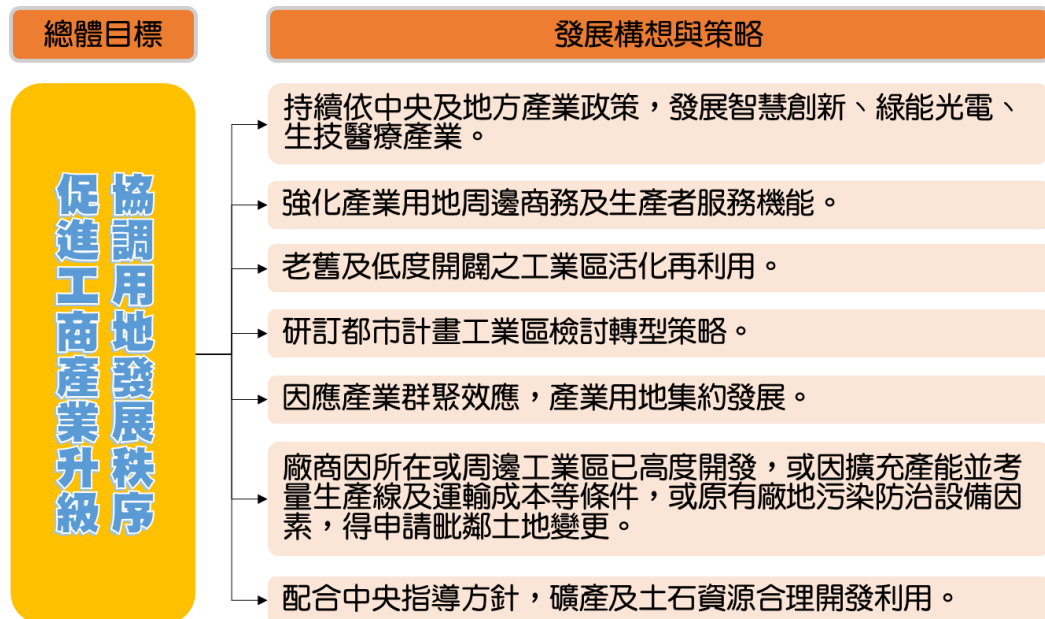 總體目標
發展構想與策略
協調用地發展秩序
促進工商產業升級
持續依中央及地方產業政策，發展智慧創新、綠能光電、
生技醫療產業。
強化產業用地周邊商務及生產者服務機能。
老舊及低度開闢之工業區活化再利用。
研訂都市計畫工業區檢討轉型策略。
因應產業群聚效應，產業用地集約發展。
廠商因所在或周邊工業區已高度開發，或因擴充產能並考
量生產線及運輸成本等條件，或原有廠地污染防治設備因
素，得申請毗鄰土地變更。
配合中央指導方針，礦產及土石資源合理開發利用。